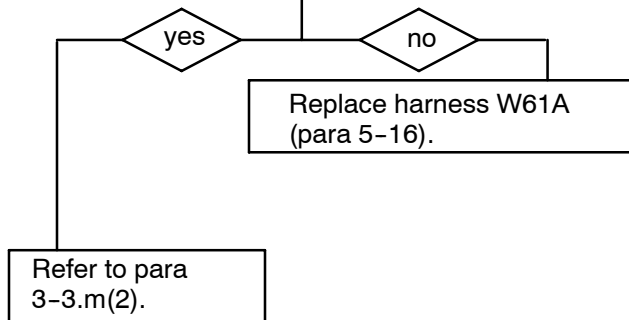 yes
no
Replace harness W61A
(para 5-16).
Refer to para
3-3.m(2).